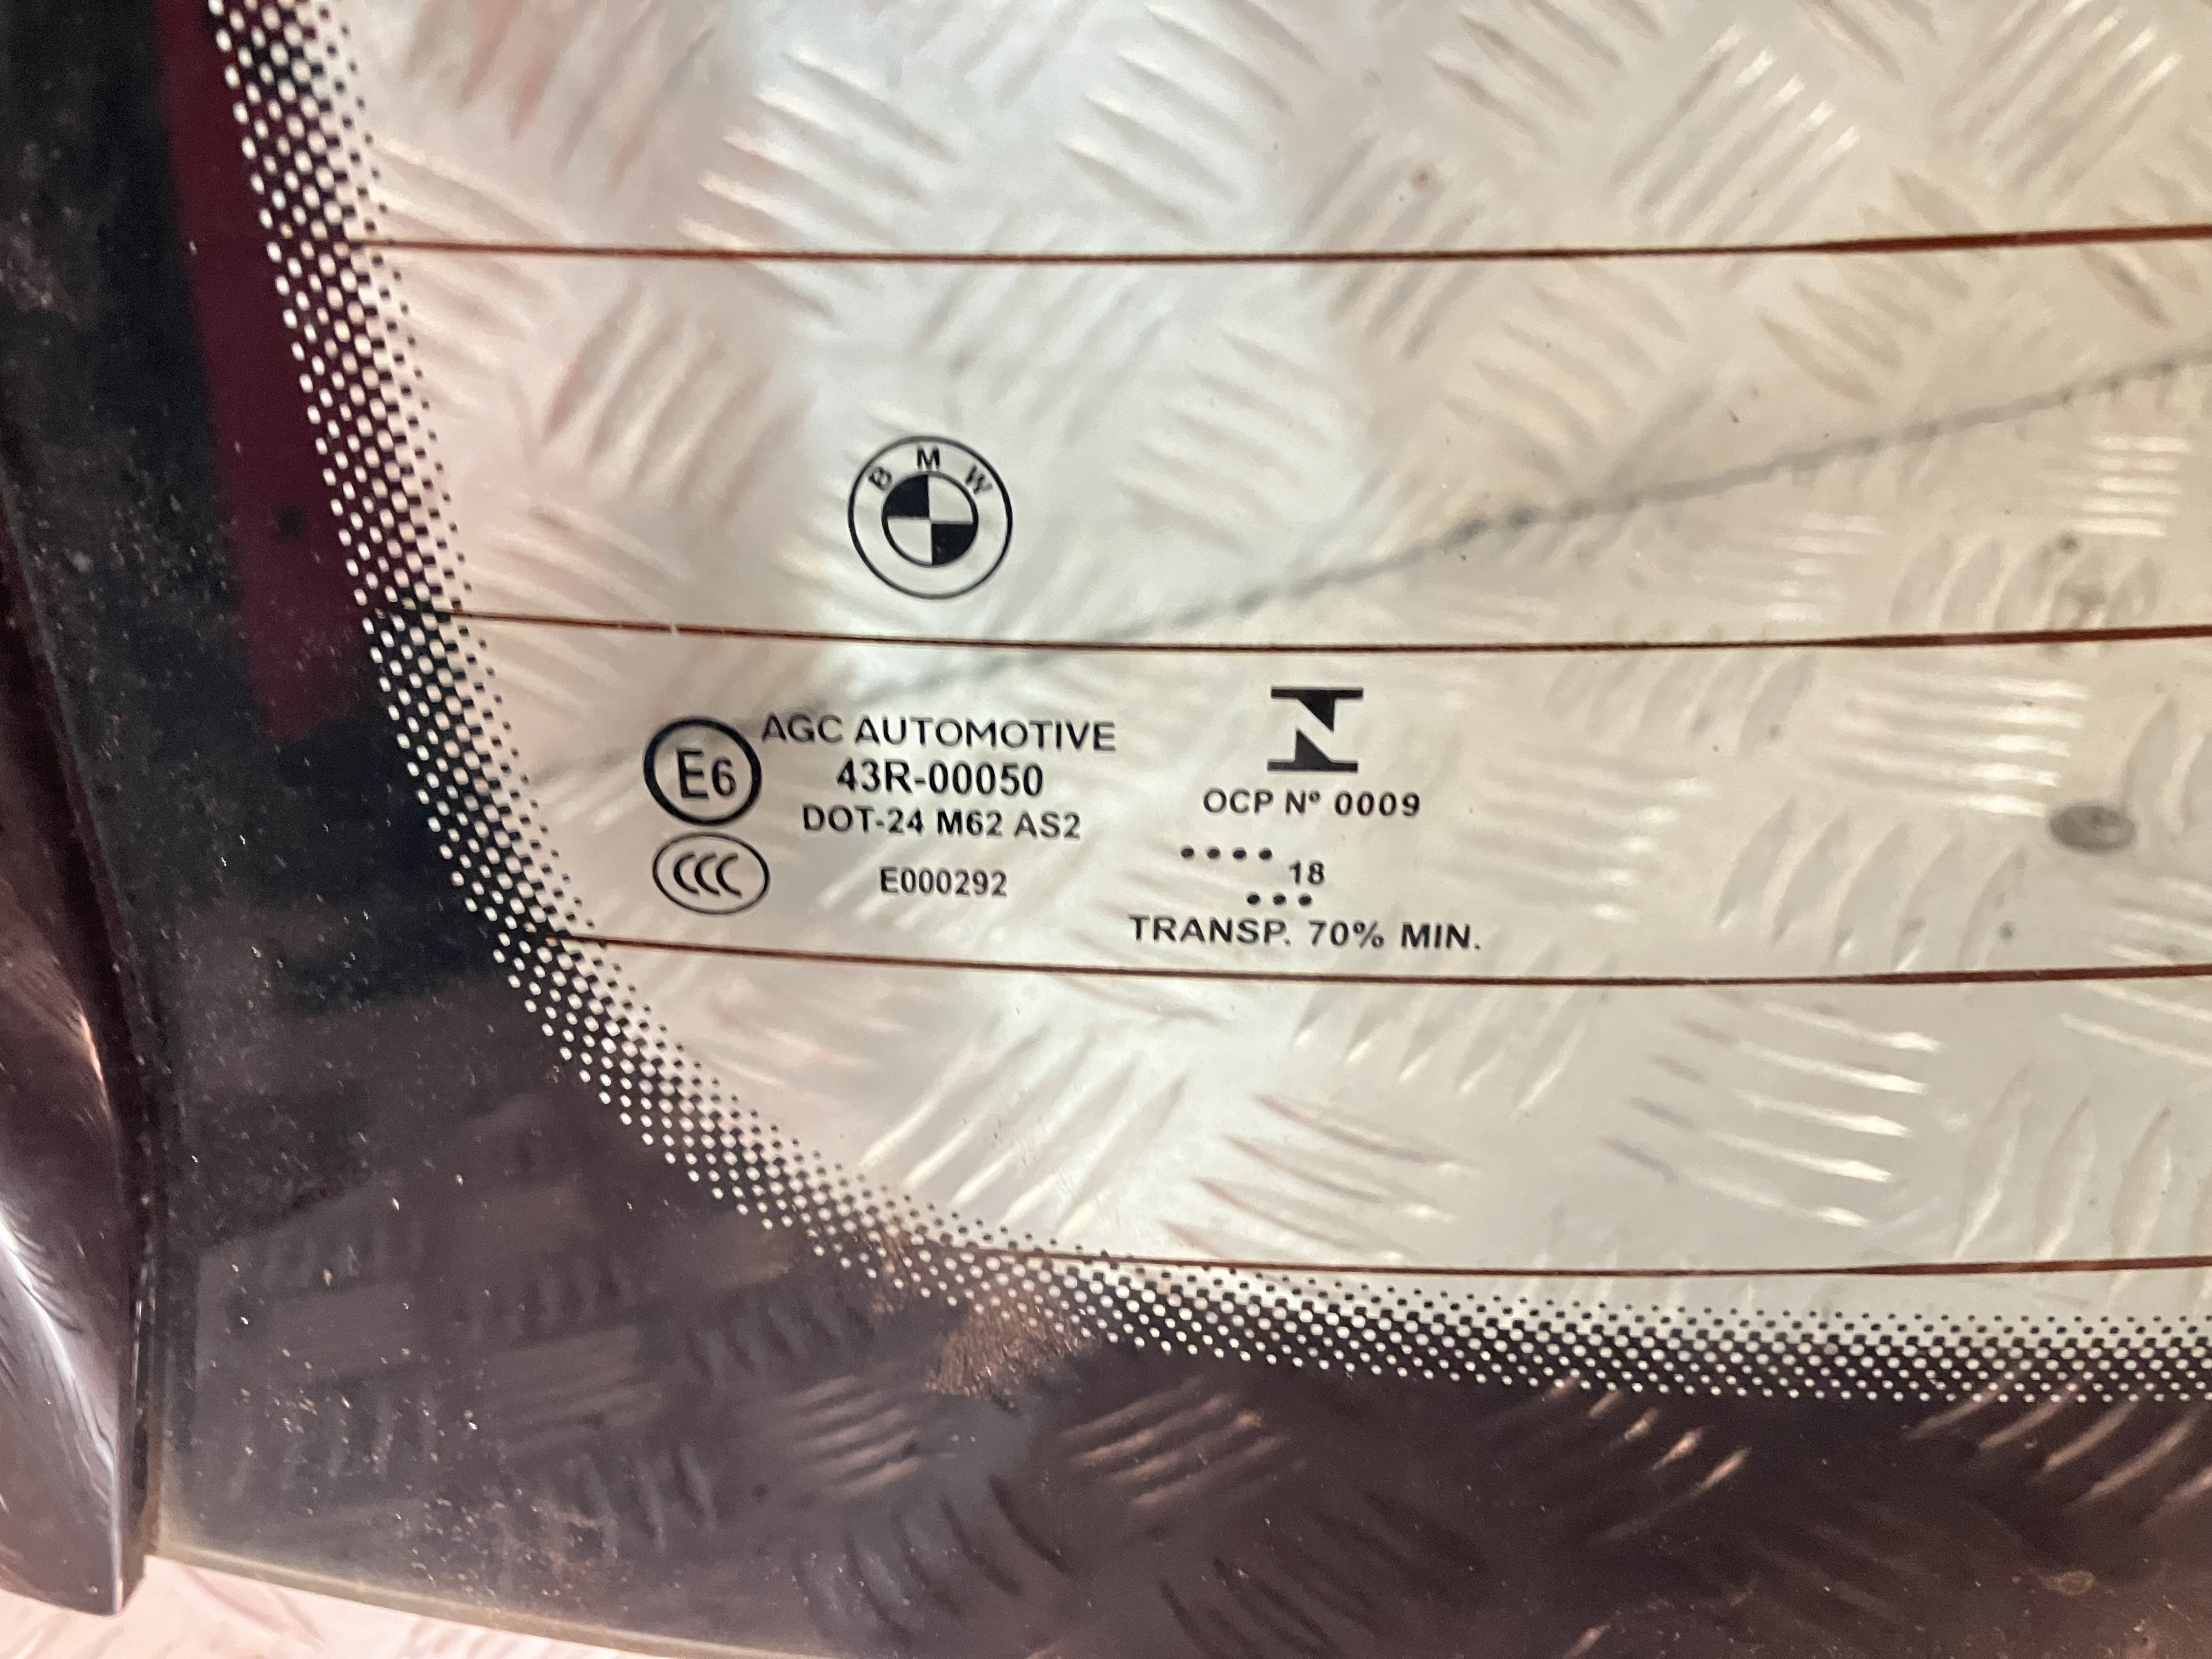 BMW
AGC AUTOMOTIVE
E6
43R-00050
DOT-24 M62 AS2
CCC
E000292
N
OCP Nº 0009
.... 18
...
TRANSP. 70% MIN.